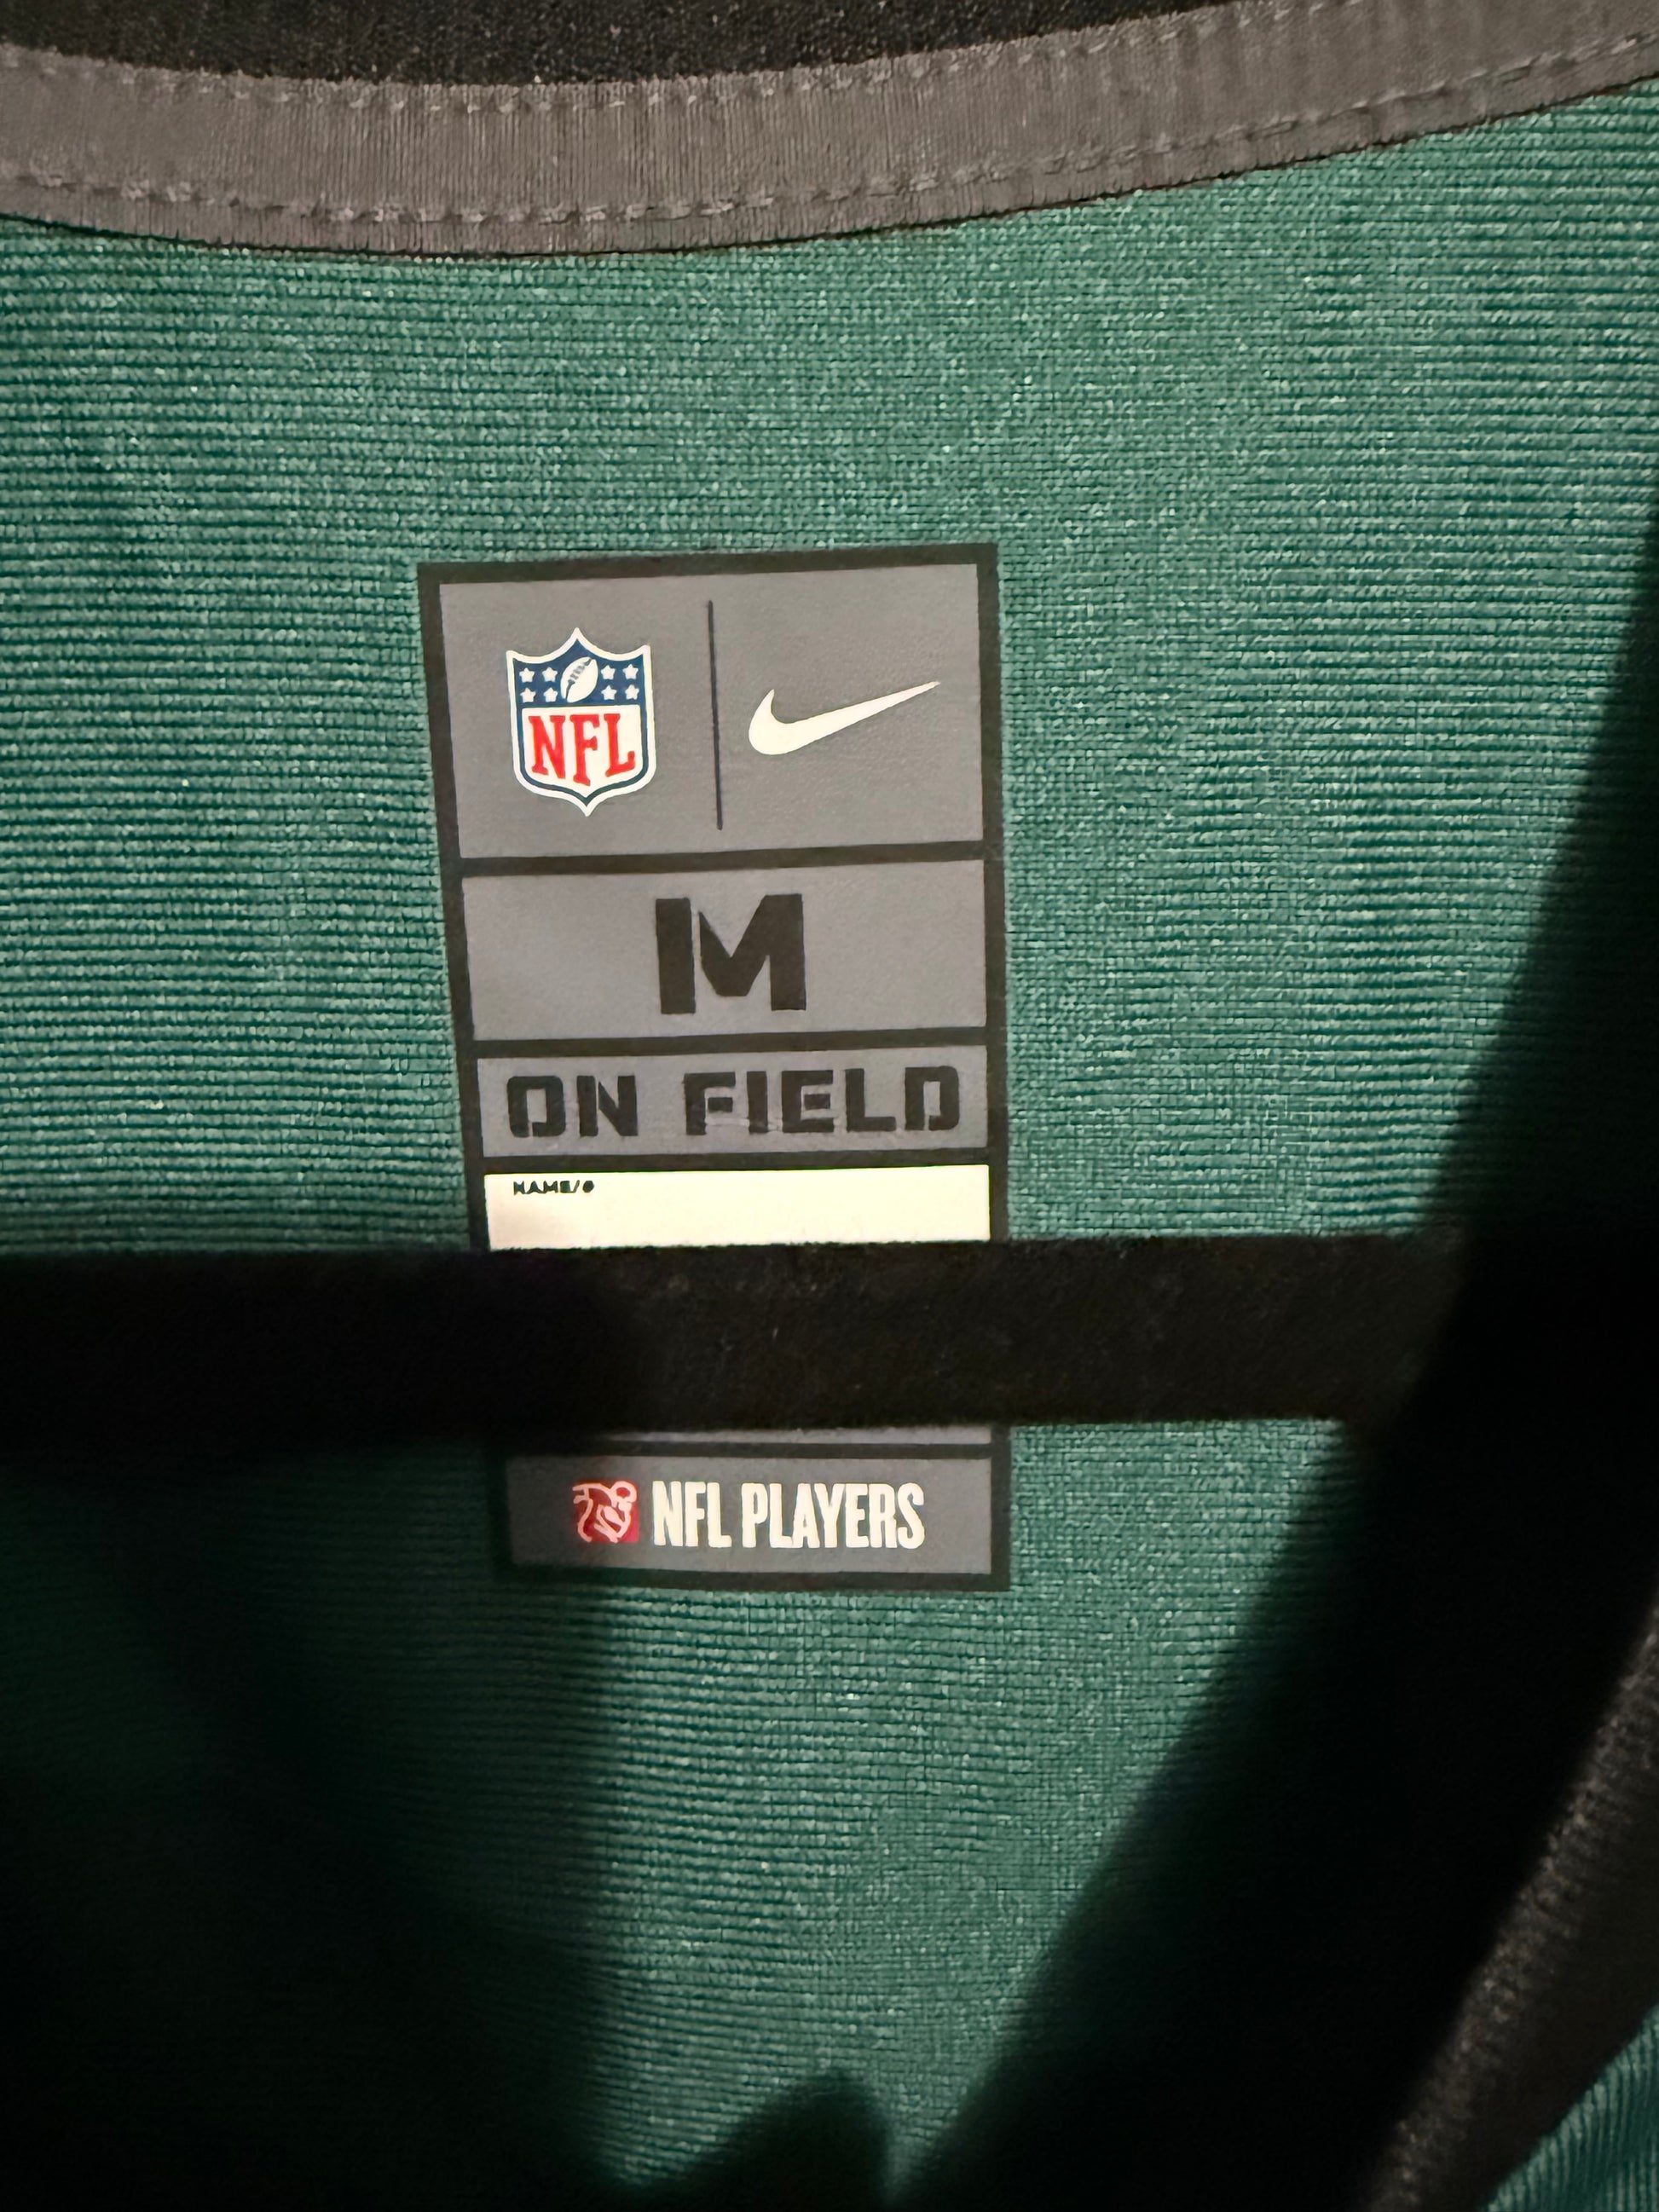 NFL
M
ON FIELD
NAME/#
NFL PLAYERS